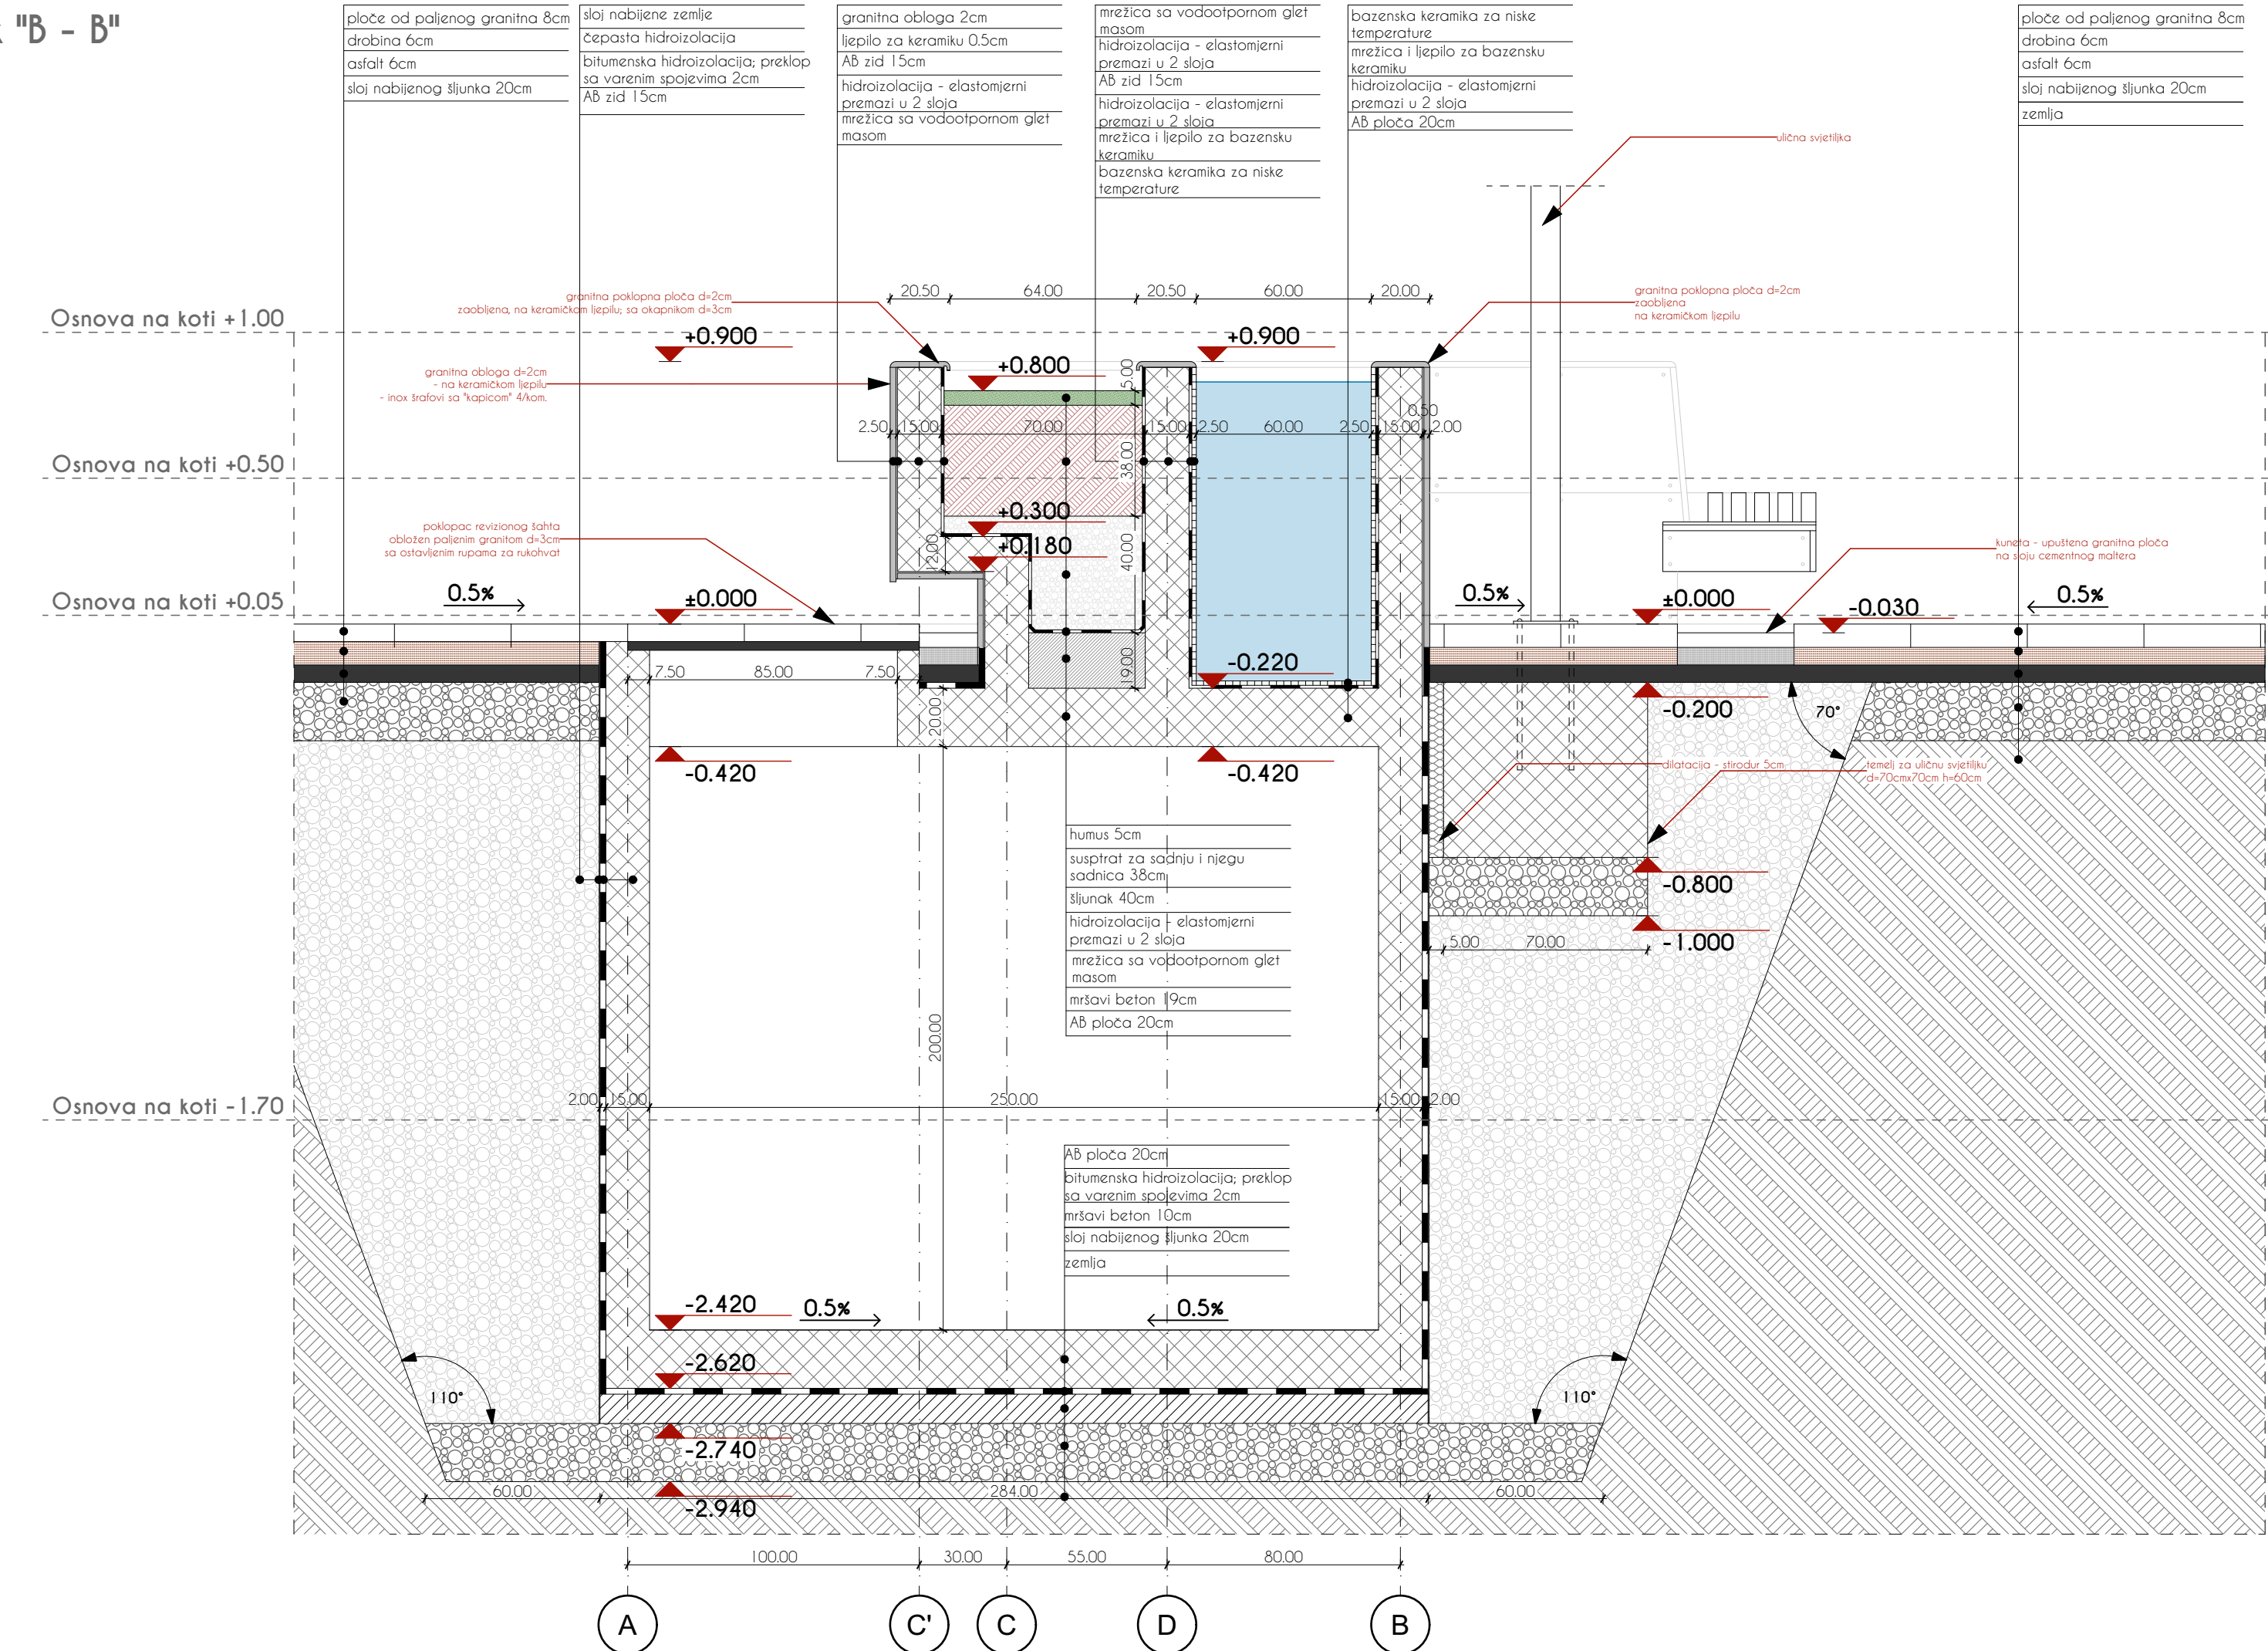 "B - B"
ploče od paljenog granitna 8cm
drobina 6cm
asfalt 6cm
sloj nabijenog šljunka 20cm
sloj nabijene zemlje
čepasta hidroizolacija
bitumenska hidroizolacija; preklop
sa varenim spojevima 2cm
AB zid 15cm
granitna obloga 2cm
ljepilo za keramiku 0.5cm
AB zid 15cm
hidroizolacija - elastomjerni
premazi u 2 sloja
mrežica sa vodootpornom glet
masom
mrežica sa vodootpornom glet
masom
hidroizolacija - elastomjerni
premazi u 2 sloja
AB zid 15cm
hidroizolacija - elastomjerni
premazi u 2 sloja
mrežica i ljepilo za bazensku
keramiku
bazenska keramika za niske
temperature
bazenska keramika za niske
temperature
mrežica i ljepilo za bazensku
keramiku
hidroizolacija - elastomjerni
premazi u 2 sloja
AB ploča 20cm
ploče od paljenog granitna 8cm
drobina 6cm
asfalt 6cm
sloj nabijenog šljunka 20cm
zemlja
ulična svjetiljka
granitna poklopna ploča d=2cm
zaobljena, na keramičkom ljepilu; sa okapnikom d=3cm
20.50 64.00 20.50 60.00 20.00
granitna poklopna ploča d=2cm
zaobljena
na keramičkom ljepilu
Osnova na koti +1.00
+0.900
+0.900
+0.800
5.00
granitna obloga d=2cm
- na keramičkom ljepilu
- inox šrafovi sa "kapicom" 4/kom.
0.50
2.50 15.00 70.00 15.00 2.50 60.00 2.50 15.00 2.00
38.00
Osnova na koti +0.50
+0.300
+0.180
12.00
40.00
poklopac revizionog šahta
obložen paljenim granitom d=3cm
sa ostavljenim rupama za rukohvat
kuneta - upuštena granitna ploča
na sloju cementnog maltera
Osnova na koti +0.05
0.5%
±0.000
0.5%
±0.000
-0.030
0.5%
7.50 85.00 7.50
19.00
-0.220
20.00
-0.200
70°
-0.420
-0.420
dilatacija - stirodur 5cm
temelj za uličnu svjetiljku
d=70cmx70cm h=60cm
humus 5cm
susptrat za sadnju i njegu
sadnica 38cm
šljunak 40cm
hidroizolacija - elastomjerni
premazi u 2 sloja
mrežica sa vodootpornom glet
masom
mršavi beton 19cm
AB ploča 20cm
-0.800
-1.000
5.00 70.00
200.00
Osnova na koti -1.70
2.00 15.00 250.00 15.00 2.00
AB ploča 20cm
bitumenska hidroizolacija; preklop
sa varenim spojevima 2cm
mršavi beton 10cm
sloj nabijenog šljunka 20cm
zemlja
-2.420
0.5%
0.5%
-2.620
110°
110°
-2.740
60.00 284.00 60.00
-2.940
100.00 30.00 55.00 80.00
A C' C D B